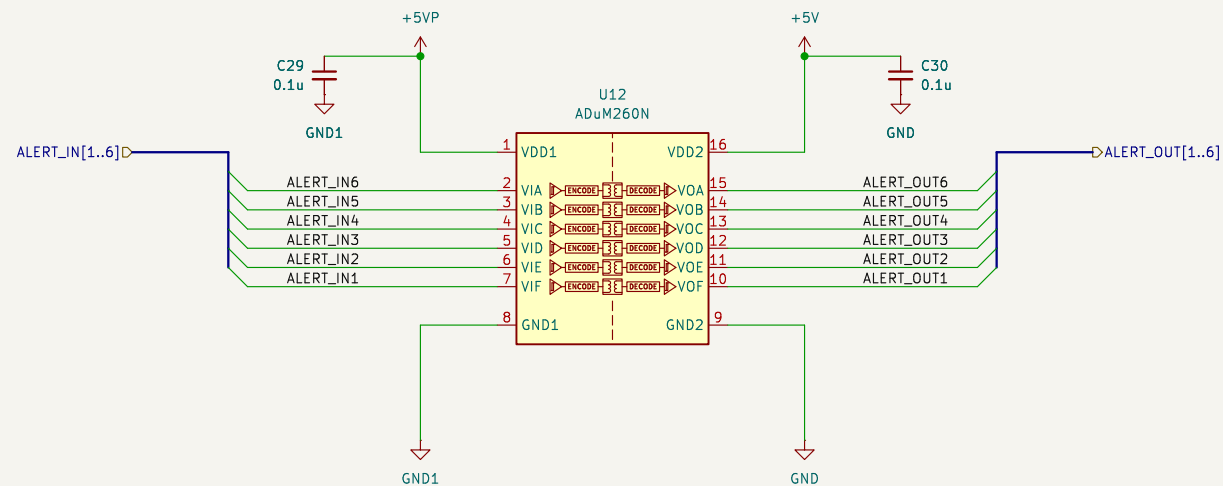 +5VP
+5V
C29
0.1u
GND1
C30
0.1u
GND
U12
ADuM260N
ALERT_IN[1..6]
ALERT_OUT[1..6]
1 VDD1 VDD2 16
ALERT_IN6 2 VIA ENCODE DECODE VOA 15 ALERT_OUT6
ALERT_IN5 3 VIB ENCODE DECODE VOB 14 ALERT_OUT5
ALERT_IN4 4 VIC ENCODE DECODE VOC 13 ALERT_OUT4
ALERT_IN3 5 VID ENCODE DECODE VOD 12 ALERT_OUT3
ALERT_IN2 6 VIE ENCODE DECODE VOE 11 ALERT_OUT2
ALERT_IN1 7 VIF ENCODE DECODE VOF 10 ALERT_OUT1
8 GND1 GND2 9
GND1
GND